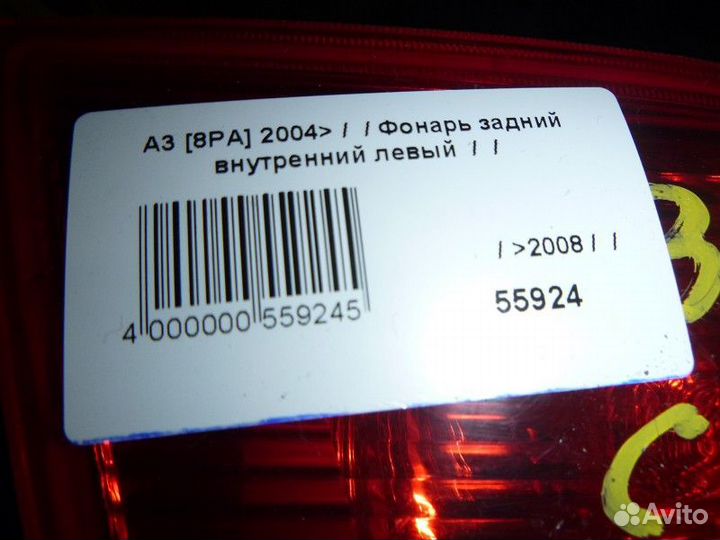 A3 [8PA] 2004> / / Фонарь задний
внутренний левый / /
/ >2008 / /
55924
4 000000 559245
B
C
Avito